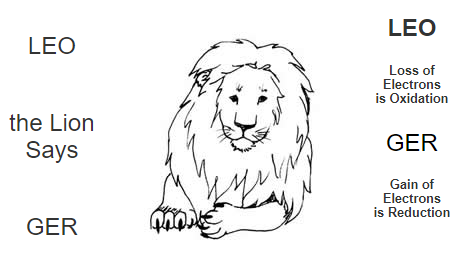 LEO
the Lion
Says
GER
LEO
Loss of
Electrons
is Oxidation
GER
Gain of
Electrons
is Reduction